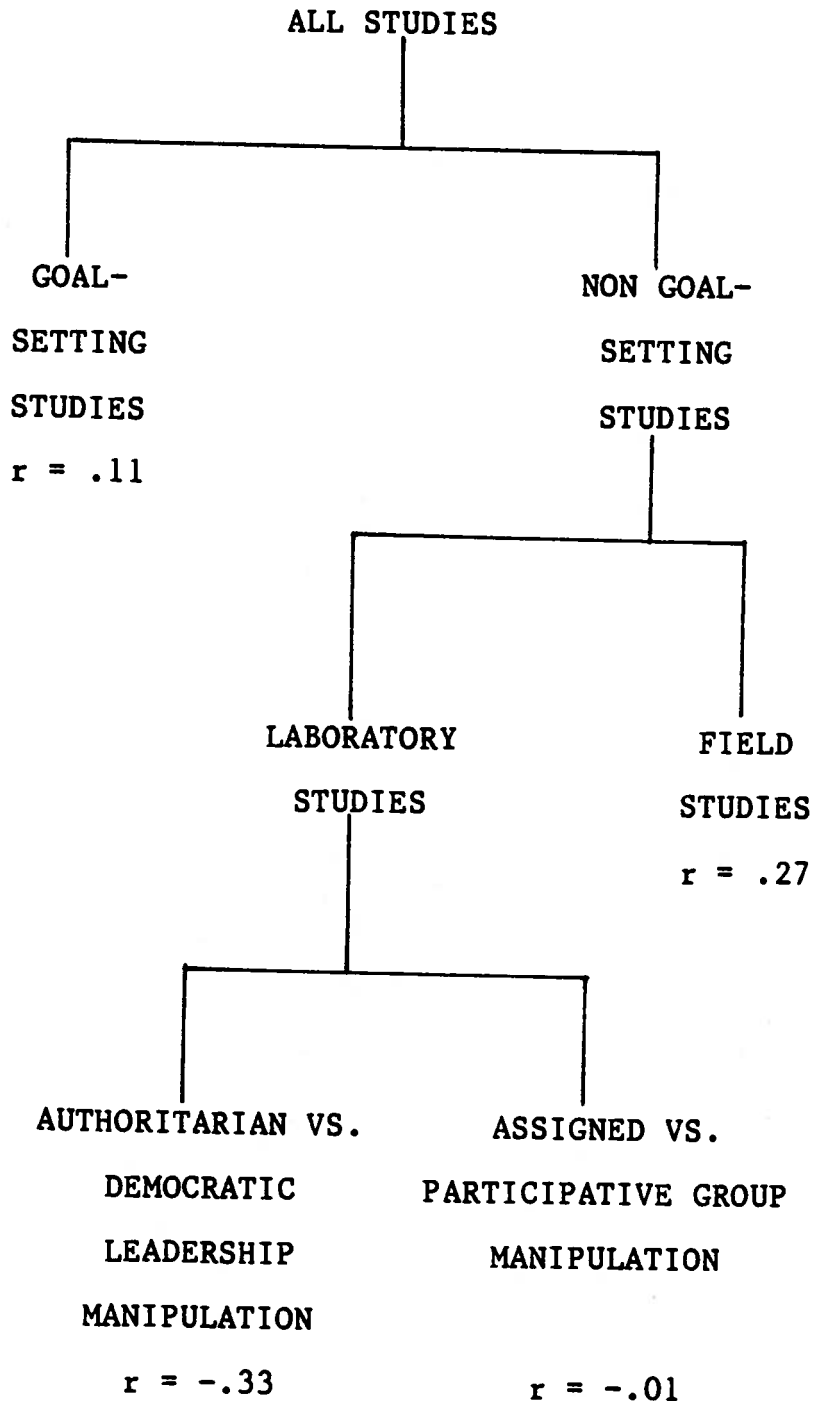 ALL STUDIES
GOAL-
SETTING
STUDIES
r = .11
NON GOAL-
SETTING
STUDIES
LABORATORY
STUDIES
FIELD
STUDIES
r = .27
AUTHORITARIAN VS.
DEMOCRATIC
LEADERSHIP
MANIPULATION
r = -.33
ASSIGNED VS.
PARTICIPATIVE GROUP
MANIPULATION
r = -.01